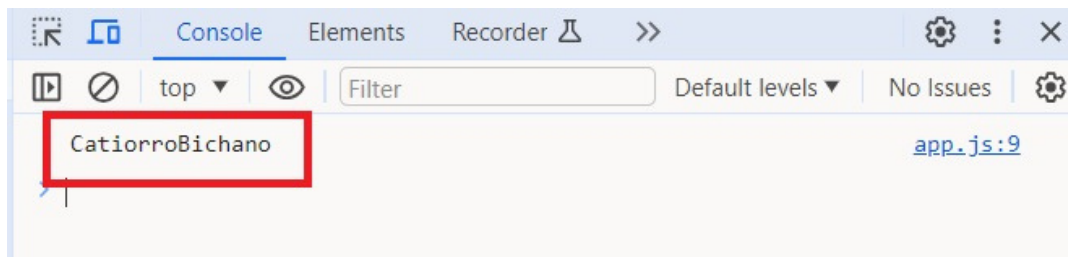 Console Elements Recorder
top Filter Default levels No Issues
CatiorroBichano app.js:9